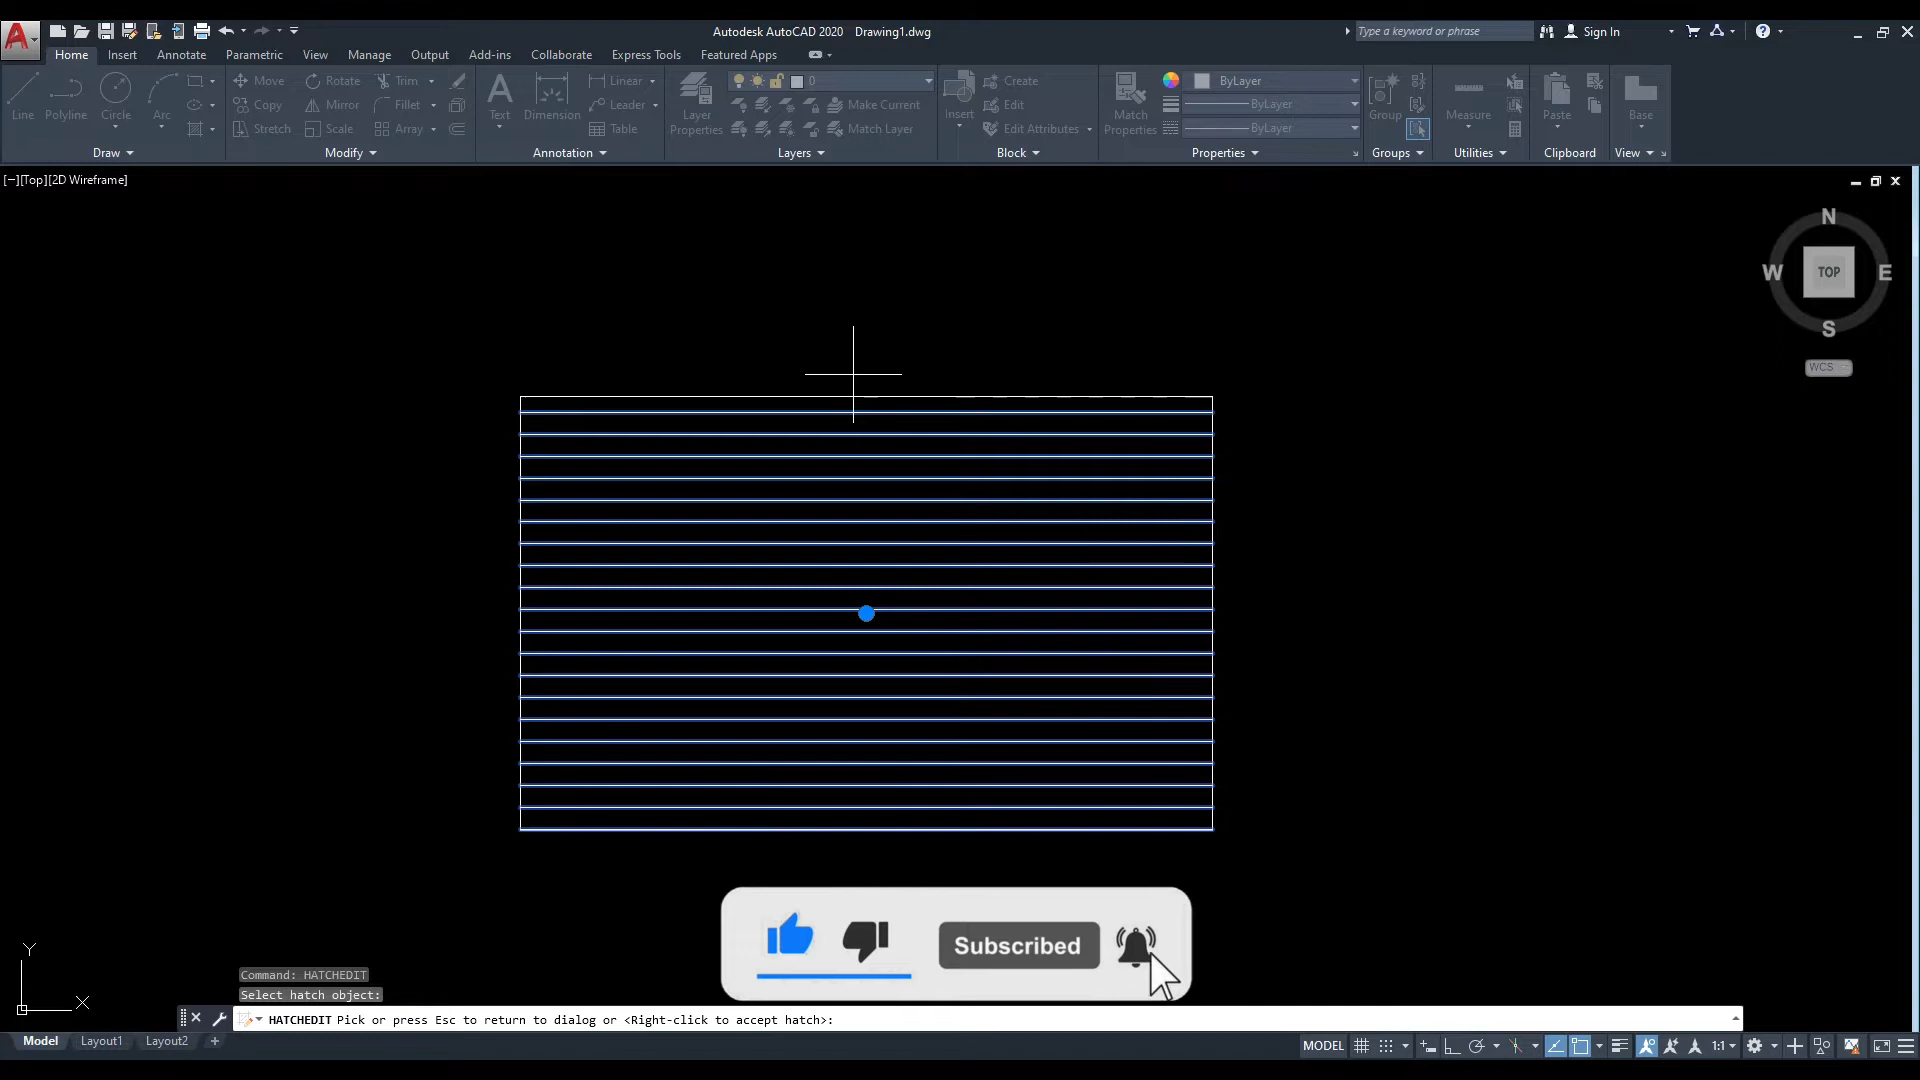 Autodesk AutoCAD 2020 Drawing1.dwg
Type a keyword or phrase
Sign In
Home Insert Annotate Parametric View Manage Output Add-ins Collaborate Express Tools Featured Apps
Line Polyline Circle Arc
Draw
Move Rotate Trim
Copy Mirror Fillet
Stretch Scale Array
Modify
Text Dimension
Linear
Leader
Table
Annotation
Layer Properties
0
Make Current
Match Layer
Layers
Insert
Create
Edit
Edit Attributes
Block
Match Properties
ByLayer
ByLayer
ByLayer
Properties
Group
Groups
Measure
Utilities
Paste
Clipboard
Base
View
[−][Top][2D Wireframe]
N
W TOP E
S
WCS
Subscribed
Y
X
Command: HATCHEDIT
Select hatch object:
HATCHEDIT Pick or press Esc to return to dialog or <Right-click to accept hatch>:
Model Layout1 Layout2 +
MODEL 1:1